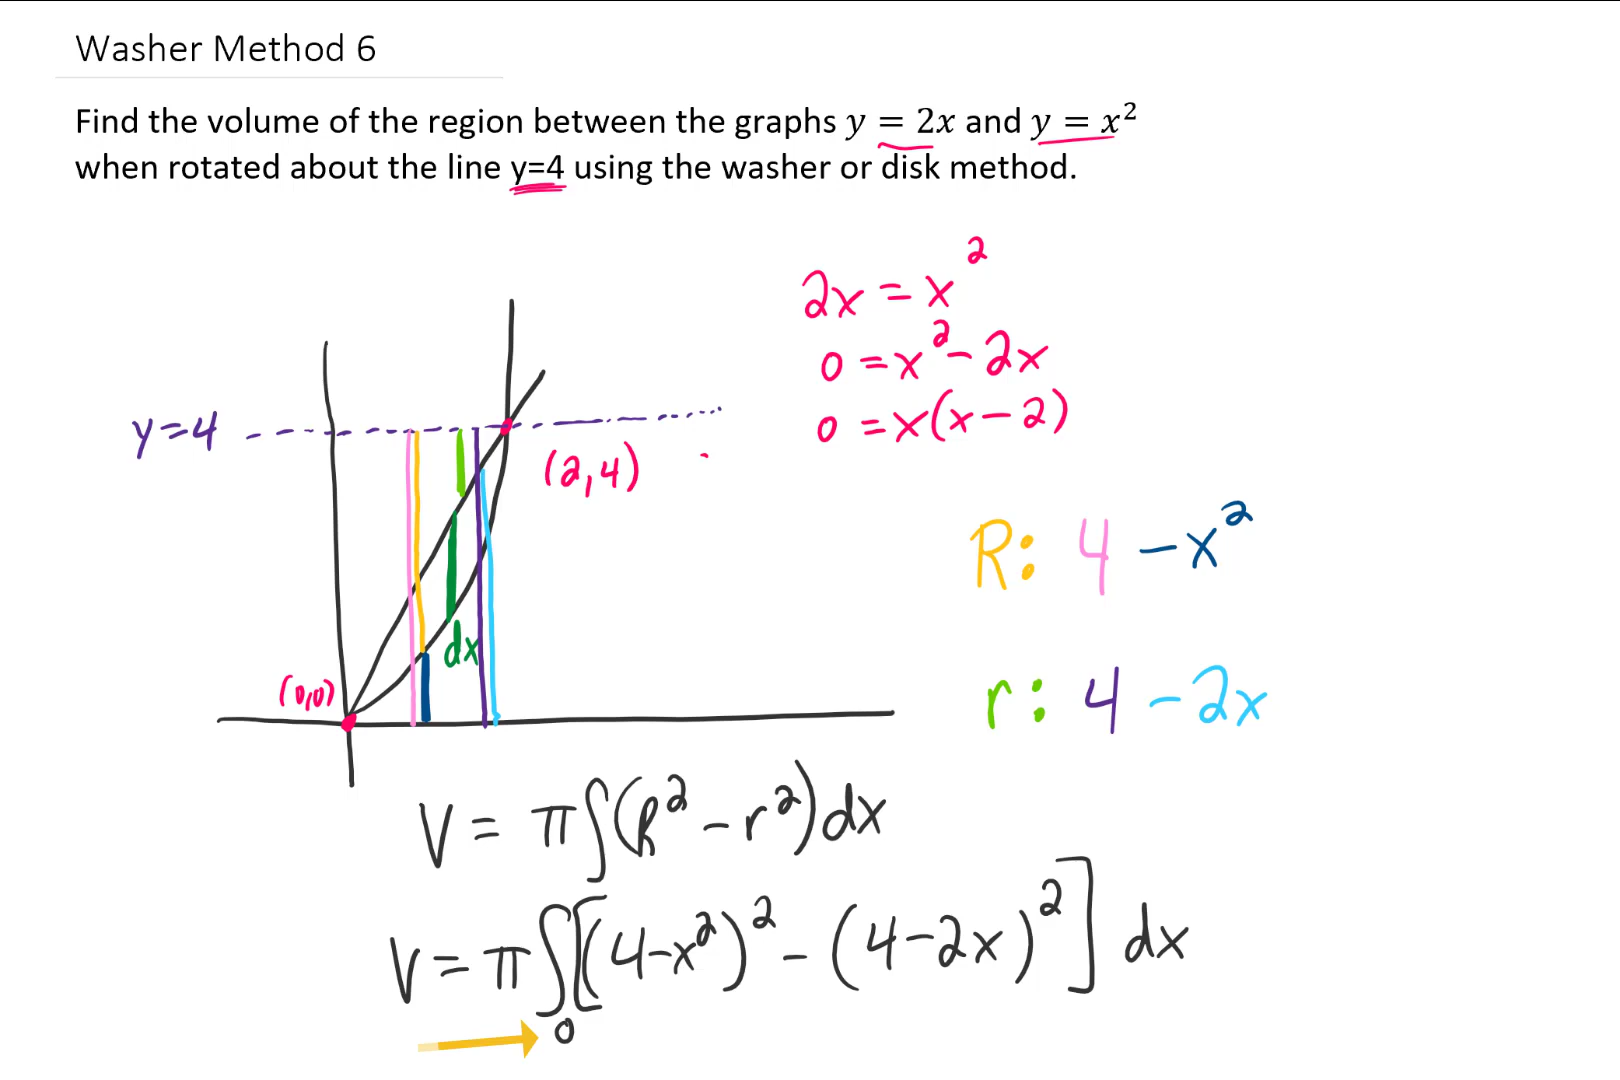 Washer Method 6
Find the volume of the region between the graphs y = 2x and y = x²
when rotated about the line y=4 using the washer or disk method.
2x = x²
0 = x² - 2x
0 = x(x-2)
y=4
(2,4)
R: 4 - x²
dx
(0,0)
r: 4 - 2x
V = π∫(R² - r²)dx
V = π∫₀[(4-x²)² - (4-2x)²] dx